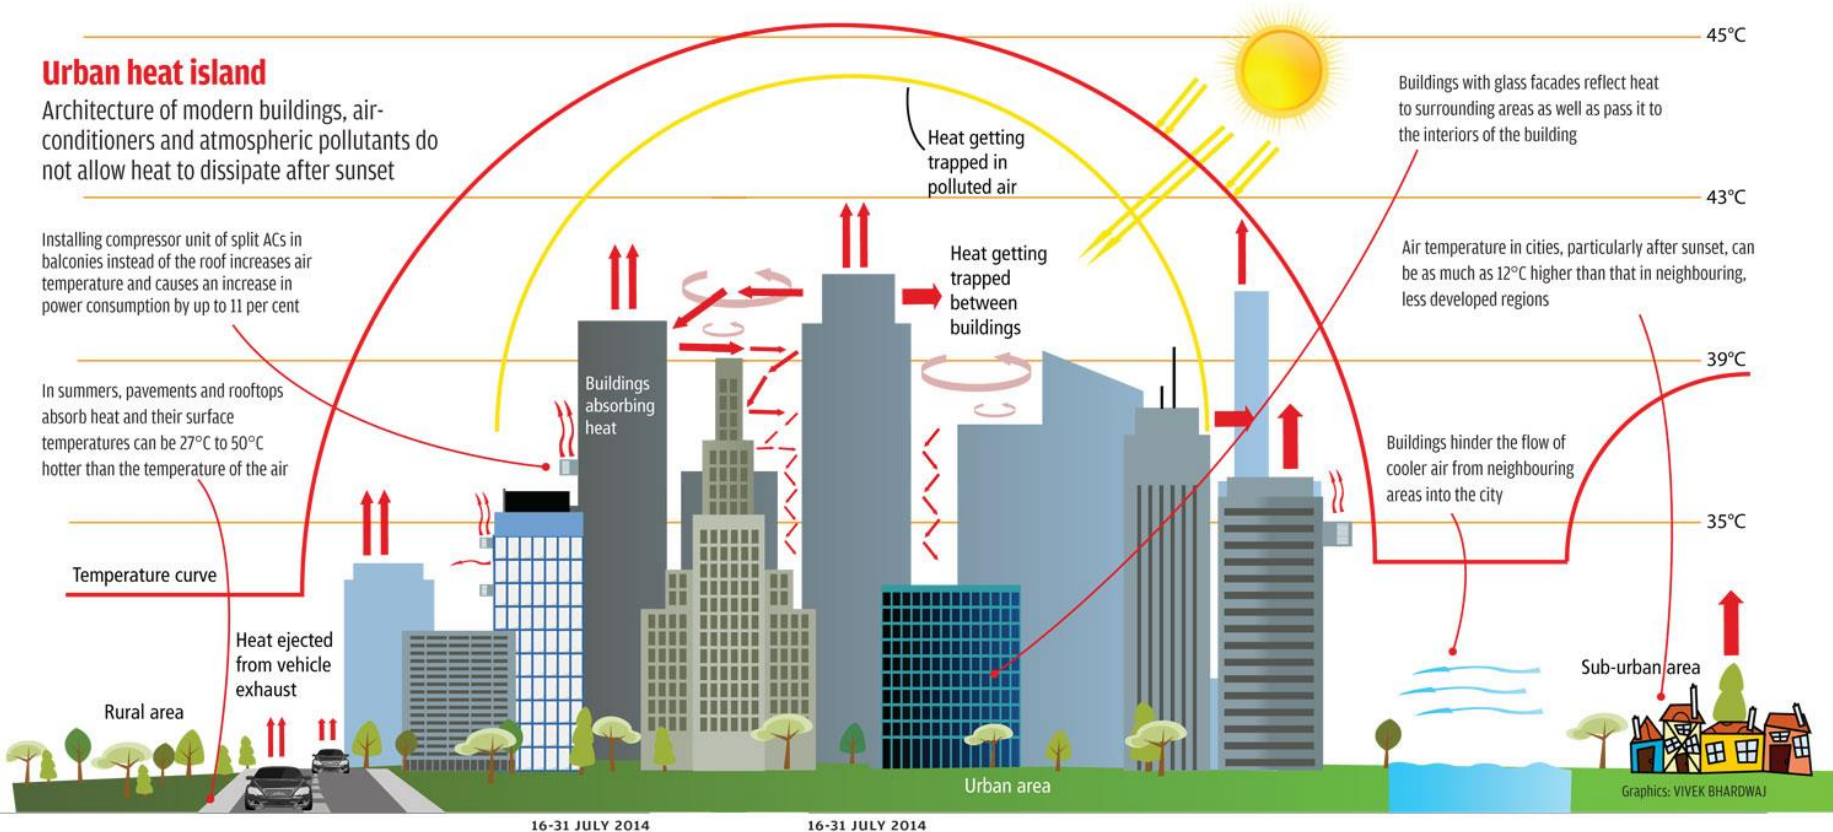 Urban heat island
Architecture of modern buildings, air-
conditioners and atmospheric pollutants do
not allow heat to dissipate after sunset
Installing compressor unit of split ACs in
balconies instead of the roof increases air
temperature and causes an increase in
power consumption by up to 11 per cent
In summers, pavements and rooftops
absorb heat and their surface
temperatures can be 27°C to 50°C
hotter than the temperature of the air
Temperature curve
Rural area
Heat ejected
from vehicle
exhaust
Buildings
absorbing
heat
Heat getting
trapped in
polluted air
Heat getting
trapped
between
buildings
Urban area
45°C
Buildings with glass facades reflect heat
to surrounding areas as well as pass it to
the interiors of the building
43°C
Air temperature in cities, particularly after sunset, can
be as much as 12°C higher than that in neighbouring,
less developed regions
39°C
Buildings hinder the flow of
cooler air from neighbouring
areas into the city
35°C
Sub-urban area
Graphics: VIVEK BHARDWAJ
16-31 JULY 2014
16-31 JULY 2014